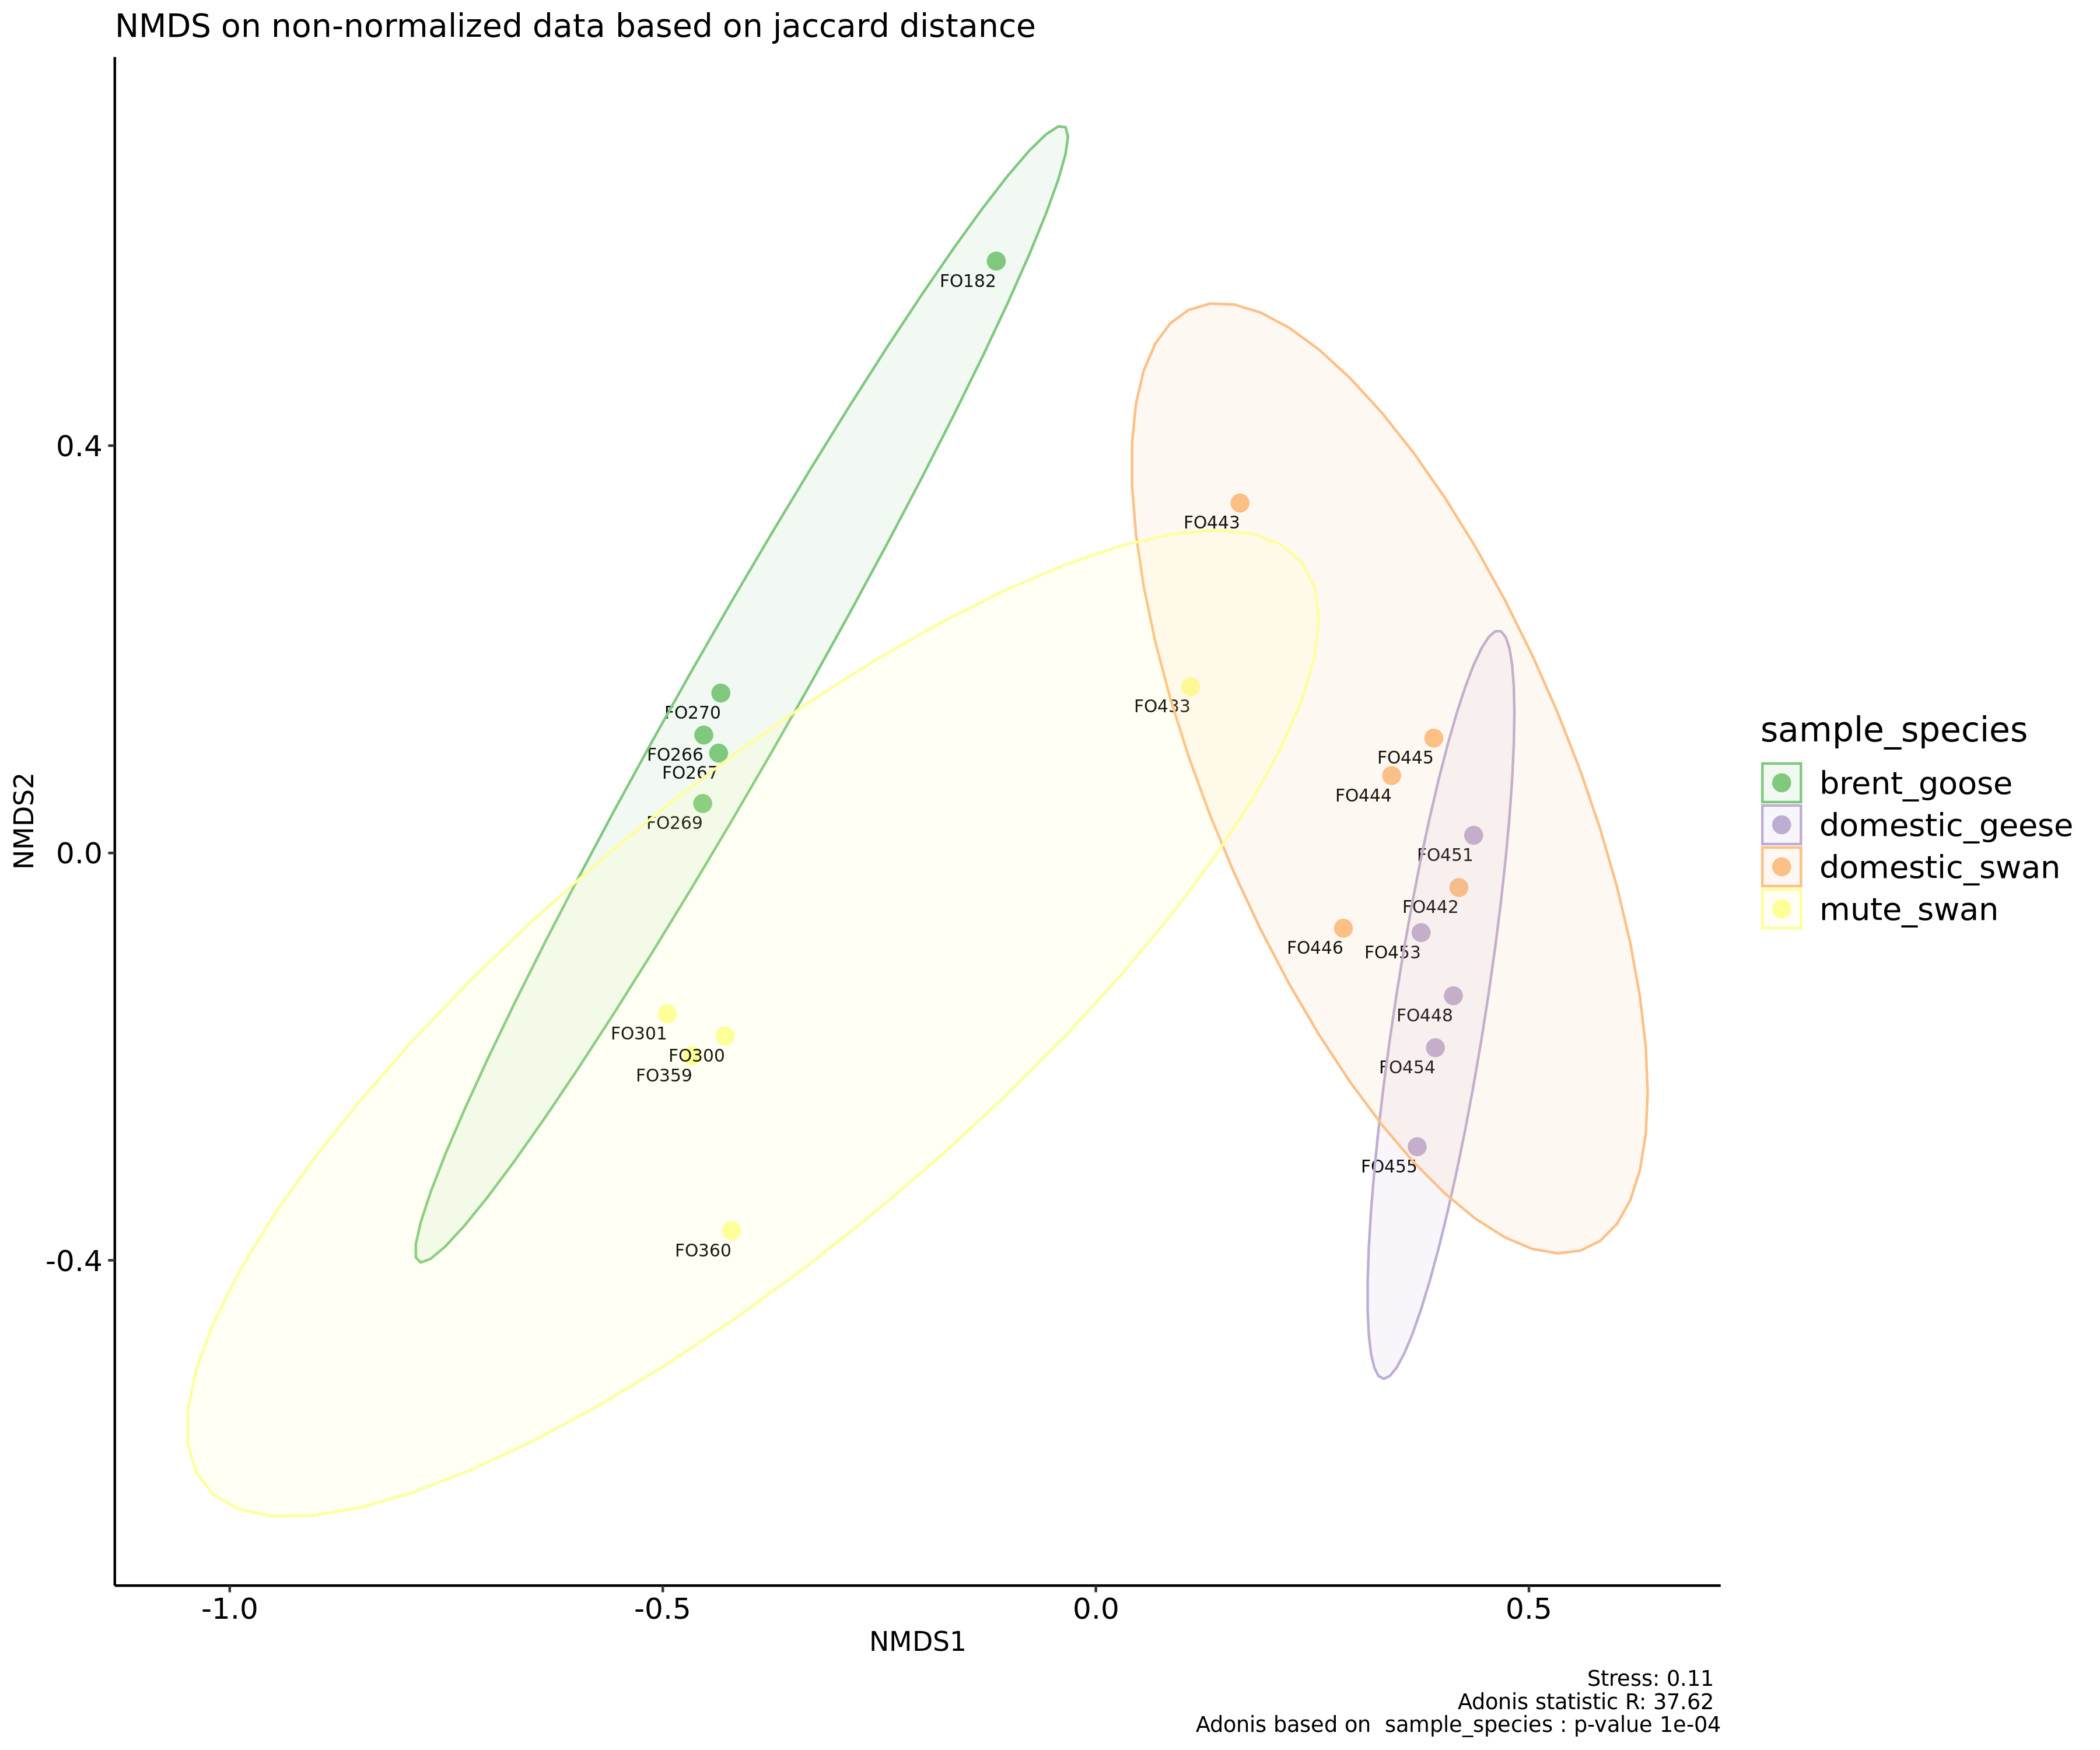 NMDS on non-normalized data based on jaccard distance
NMDS2
0.4
0.0
-0.4
FO182
FO443
FO270
FO433
FO266
FO445
FO267
FO444
FO269
FO451
FO442
FO446
FO453
FO448
FO301
FO300
FO454
FO359
FO455
FO360
sample_species
brent_goose
domestic_geese
domestic_swan
mute_swan
-1.0
-0.5
0.0
0.5
NMDS1
Stress: 0.11
Adonis statistic R: 37.62
Adonis based on  sample_species : p-value 1e-04